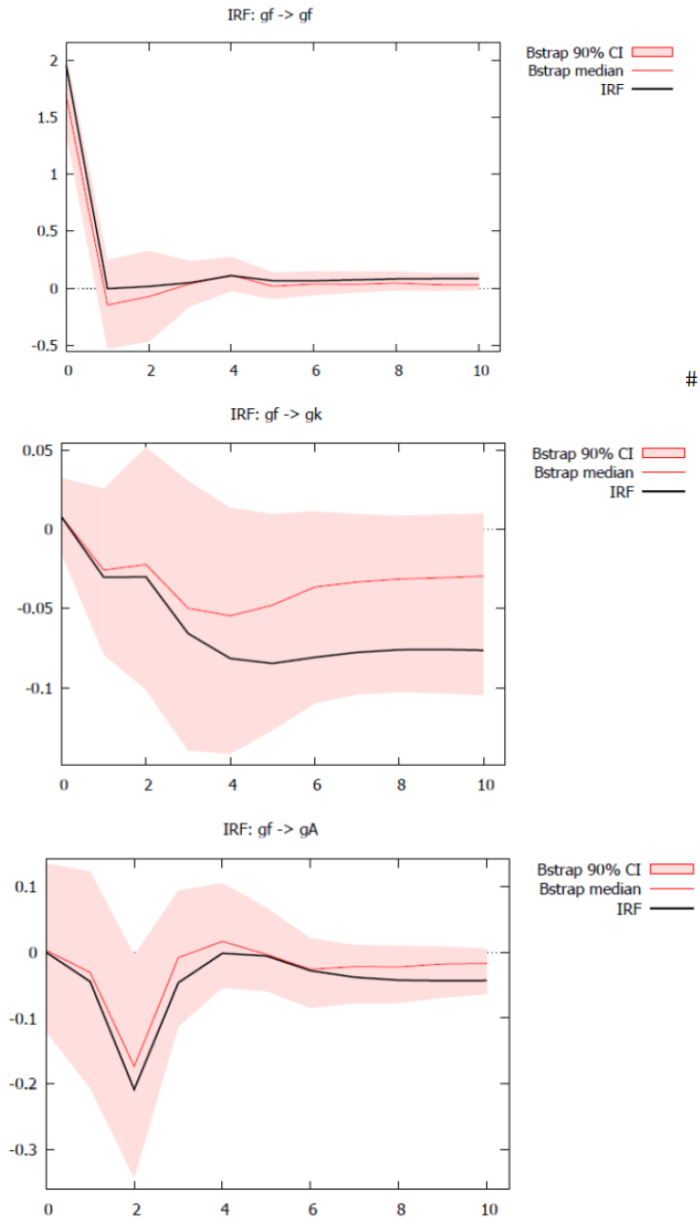 IRF: gf -> gf
Bstrap 90% CI
Bstrap median
IRF
2
1.5
1
0.5
0
-0.5
0 2 4 6 8 10
#
IRF: gf -> gk
Bstrap 90% CI
Bstrap median
IRF
0.05
0
-0.05
-0.1
0 2 4 6 8 10
IRF: gf -> gA
Bstrap 90% CI
Bstrap median
IRF
0.1
0
-0.1
-0.2
-0.3
0 2 4 6 8 10